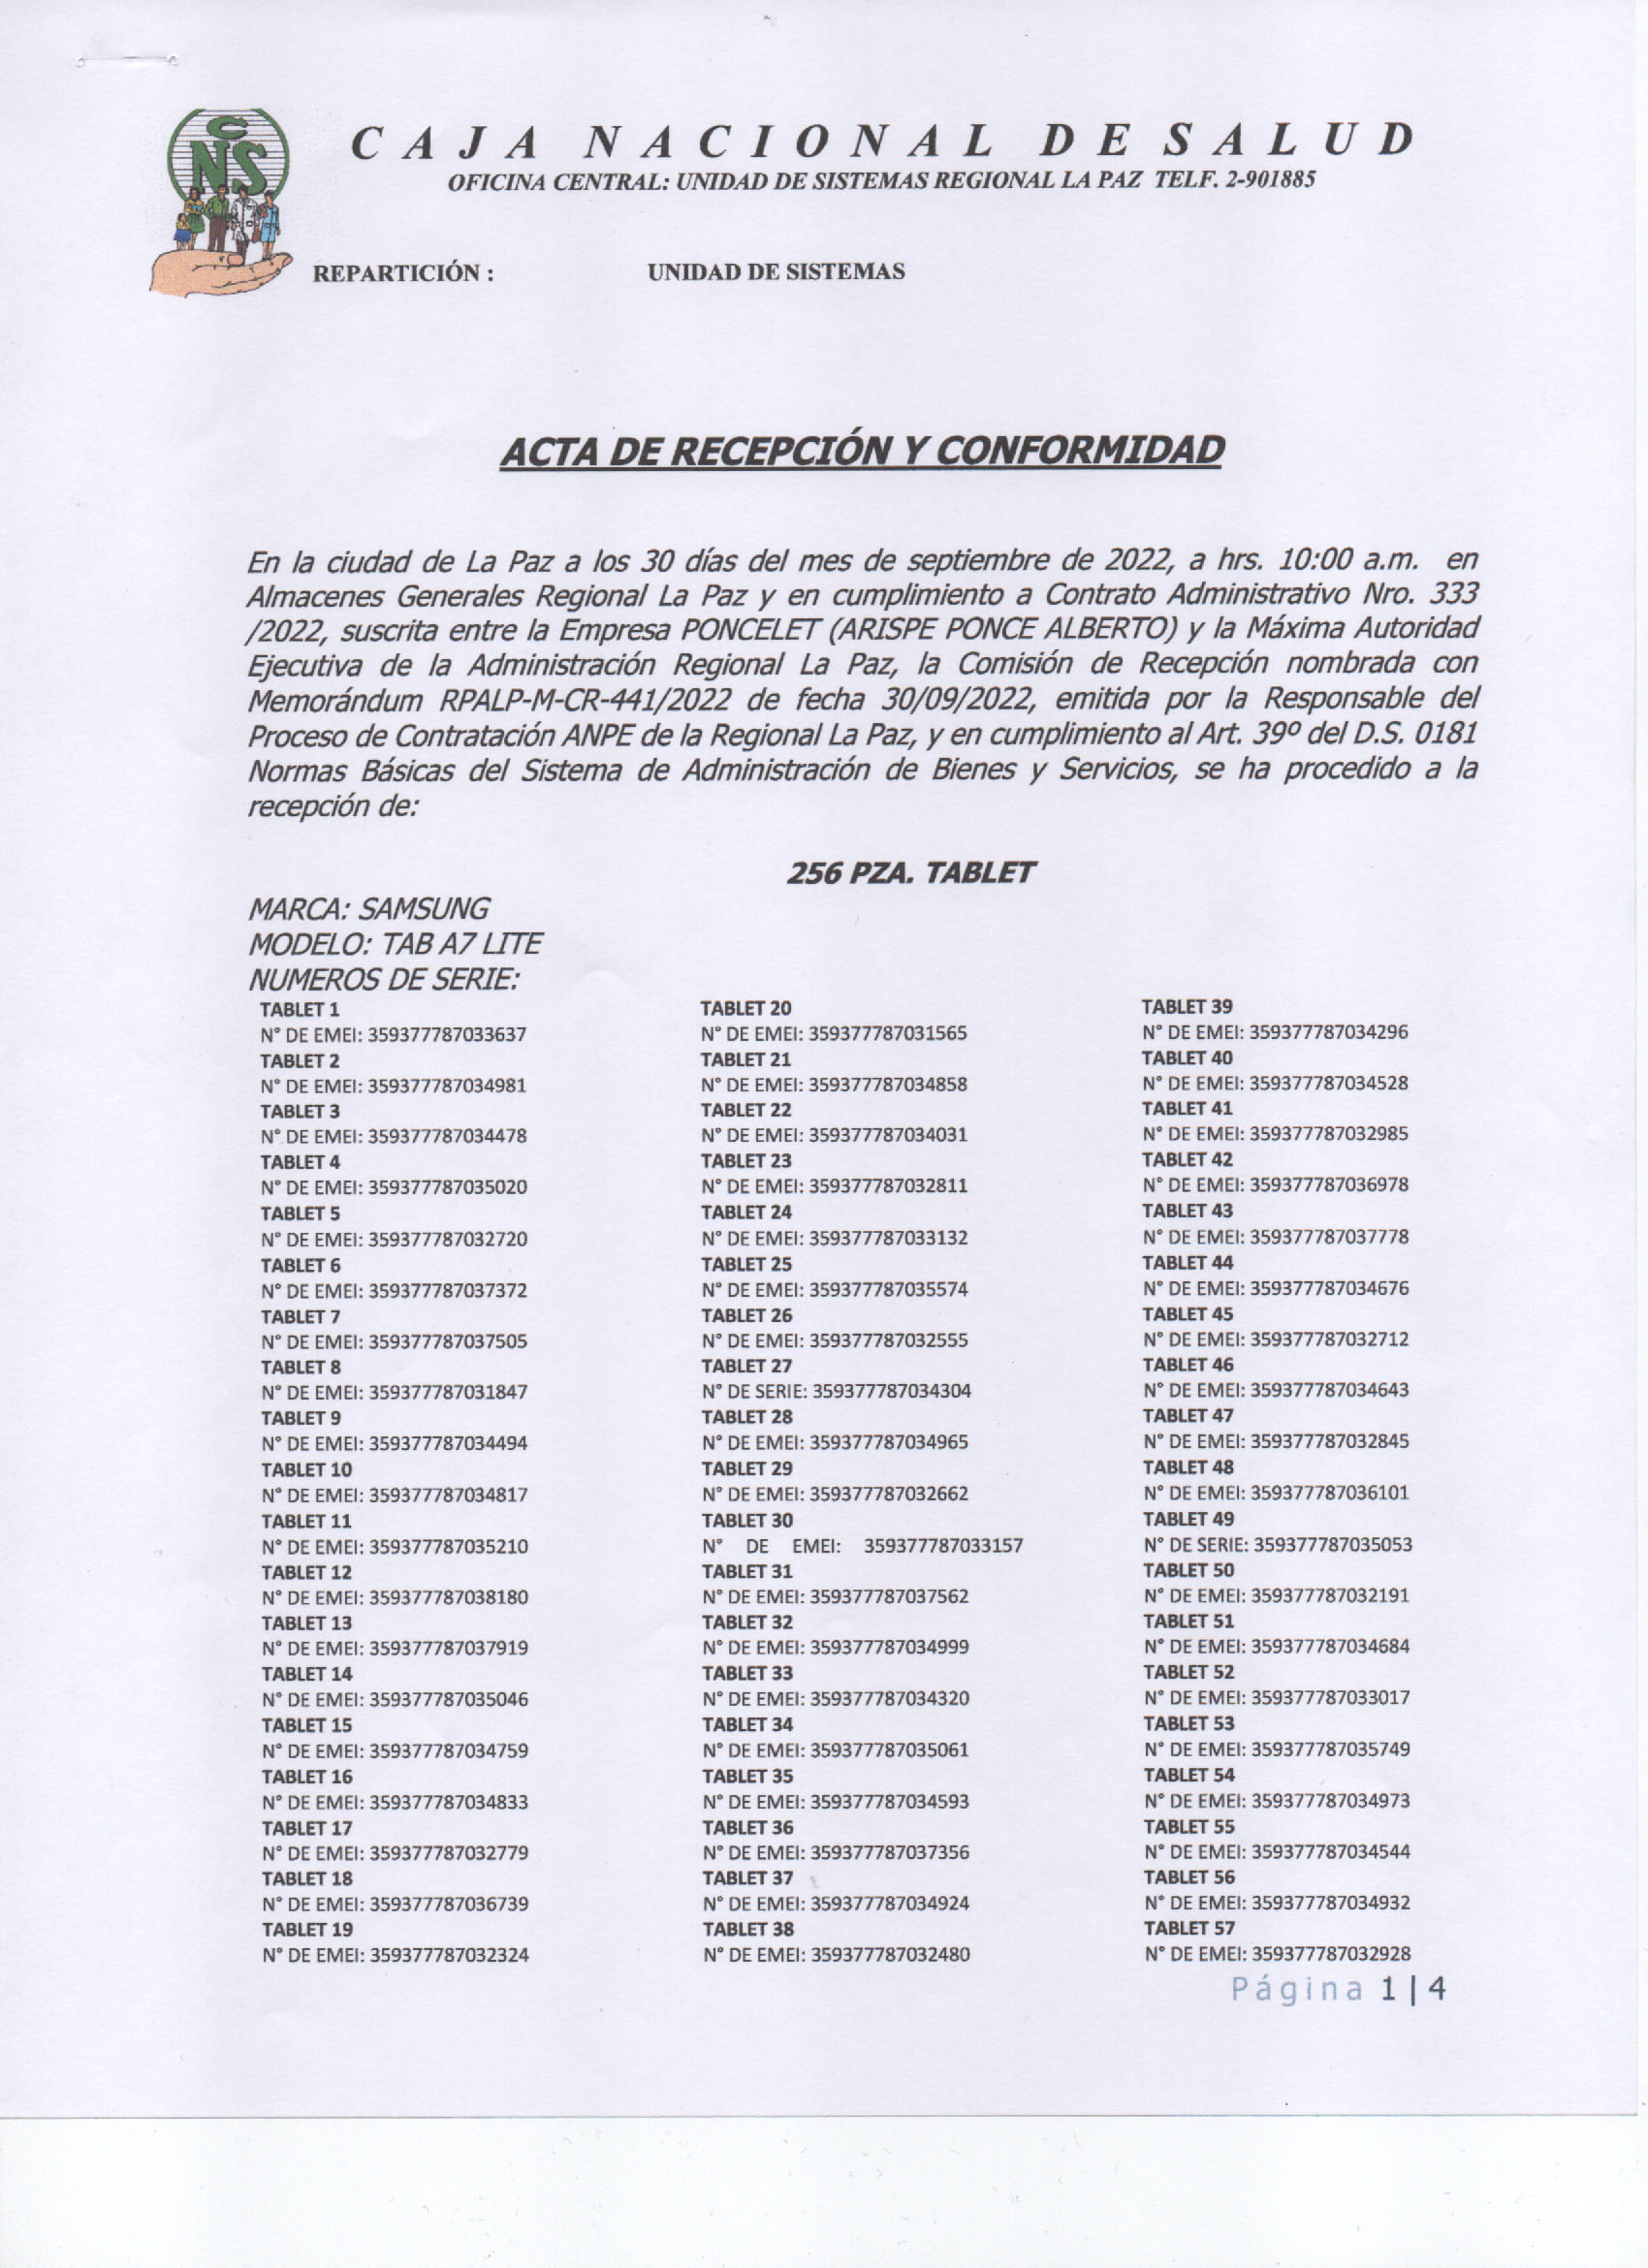 CNS
CAJA NACIONAL DE SALUD
OFICINA CENTRAL: UNIDAD DE SISTEMAS REGIONAL LA PAZ TELF. 2-901885
REPARTICIÓN : UNIDAD DE SISTEMAS
ACTA DE RECEPCIÓN Y CONFORMIDAD
En la ciudad de La Paz a los 30 días del mes de septiembre de 2022, a hrs. 10:00 a.m. en
Almacenes Generales Regional La Paz y en cumplimiento a Contrato Administrativo Nro. 333
/2022, suscrita entre la Empresa PONCELET (ARISPE PONCE ALBERTO) y la Máxima Autoridad
Ejecutiva de la Administración Regional La Paz, la Comisión de Recepción nombrada con
Memorándum RPALP-M-CR-441/2022 de fecha 30/09/2022, emitida por la Responsable del
Proceso de Contratación ANPE de la Regional La Paz, y en cumplimiento al Art. 39º del D.S. 0181
Normas Básicas del Sistema de Administración de Bienes y Servicios, se ha procedido a la
recepción de:
256 PZA. TABLET
MARCA: SAMSUNG
MODELO: TAB A7 LITE
NUMEROS DE SERIE:
TABLET 1
N° DE EMEI: 359377787033637
TABLET 2
N° DE EMEI: 359377787034981
TABLET 3
N° DE EMEI: 359377787034478
TABLET 4
N° DE EMEI: 359377787035020
TABLET 5
N° DE EMEI: 359377787032720
TABLET 6
N° DE EMEI: 359377787037372
TABLET 7
N° DE EMEI: 359377787037505
TABLET 8
N° DE EMEI: 359377787031847
TABLET 9
N° DE EMEI: 359377787034494
TABLET 10
N° DE EMEI: 359377787034817
TABLET 11
N° DE EMEI: 359377787035210
TABLET 12
N° DE EMEI: 359377787038180
TABLET 13
N° DE EMEI: 359377787037919
TABLET 14
N° DE EMEI: 359377787035046
TABLET 15
N° DE EMEI: 359377787034759
TABLET 16
N° DE EMEI: 359377787034833
TABLET 17
N° DE EMEI: 359377787032779
TABLET 18
N° DE EMEI: 359377787036739
TABLET 19
N° DE EMEI: 359377787032324
TABLET 20
N° DE EMEI: 359377787031565
TABLET 21
N° DE EMEI: 359377787034858
TABLET 22
N° DE EMEI: 359377787034031
TABLET 23
N° DE EMEI: 359377787032811
TABLET 24
N° DE EMEI: 359377787033132
TABLET 25
N° DE EMEI: 359377787035574
TABLET 26
N° DE EMEI: 359377787032555
TABLET 27
N° DE SERIE: 359377787034304
TABLET 28
N° DE EMEI: 359377787034965
TABLET 29
N° DE EMEI: 359377787032662
TABLET 30
N° DE EMEI: 359377787033157
TABLET 31
N° DE EMEI: 359377787037562
TABLET 32
N° DE EMEI: 359377787034999
TABLET 33
N° DE EMEI: 359377787034320
TABLET 34
N° DE EMEI: 359377787035061
TABLET 35
N° DE EMEI: 359377787034593
TABLET 36
N° DE EMEI: 359377787037356
TABLET 37
N° DE EMEI: 359377787034924
TABLET 38
N° DE EMEI: 359377787032480
TABLET 39
N° DE EMEI: 359377787034296
TABLET 40
N° DE EMEI: 359377787034528
TABLET 41
N° DE EMEI: 359377787032985
TABLET 42
N° DE EMEI: 359377787036978
TABLET 43
N° DE EMEI: 359377787037778
TABLET 44
N° DE EMEI: 359377787034676
TABLET 45
N° DE EMEI: 359377787032712
TABLET 46
N° DE EMEI: 359377787034643
TABLET 47
N° DE EMEI: 359377787032845
TABLET 48
N° DE EMEI: 359377787036101
TABLET 49
N° DE SERIE: 359377787035053
TABLET 50
N° DE EMEI: 359377787032191
TABLET 51
N° DE EMEI: 359377787034684
TABLET 52
N° DE EMEI: 359377787033017
TABLET 53
N° DE EMEI: 359377787035749
TABLET 54
N° DE EMEI: 359377787034973
TABLET 55
N° DE EMEI: 359377787034544
TABLET 56
N° DE EMEI: 359377787034932
TABLET 57
N° DE EMEI: 359377787032928
Página 1 | 4